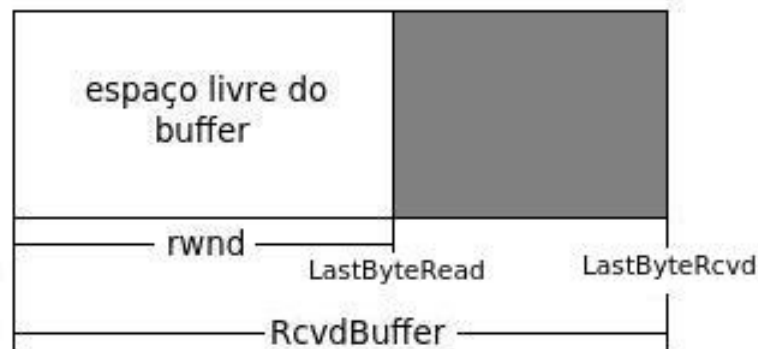 espaço livre do
buffer
rwnd
LastByteRead
LastByteRcvd
RcvdBuffer